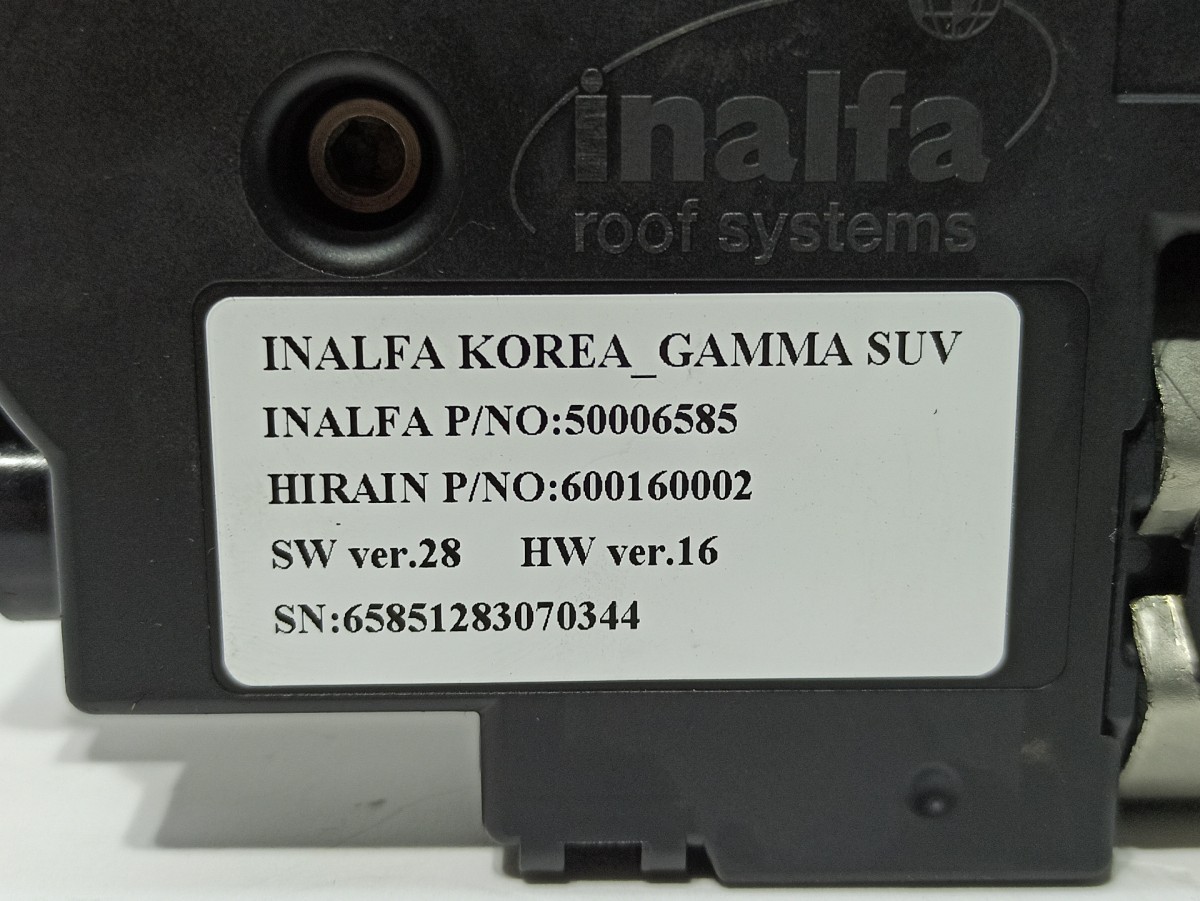 inalfa
roof systems
INALFA KOREA_GAMMA SUV
INALFA P/NO:50006585
HIRAIN P/NO:600160002
SW ver.28 HW ver.16
SN:65851283070344